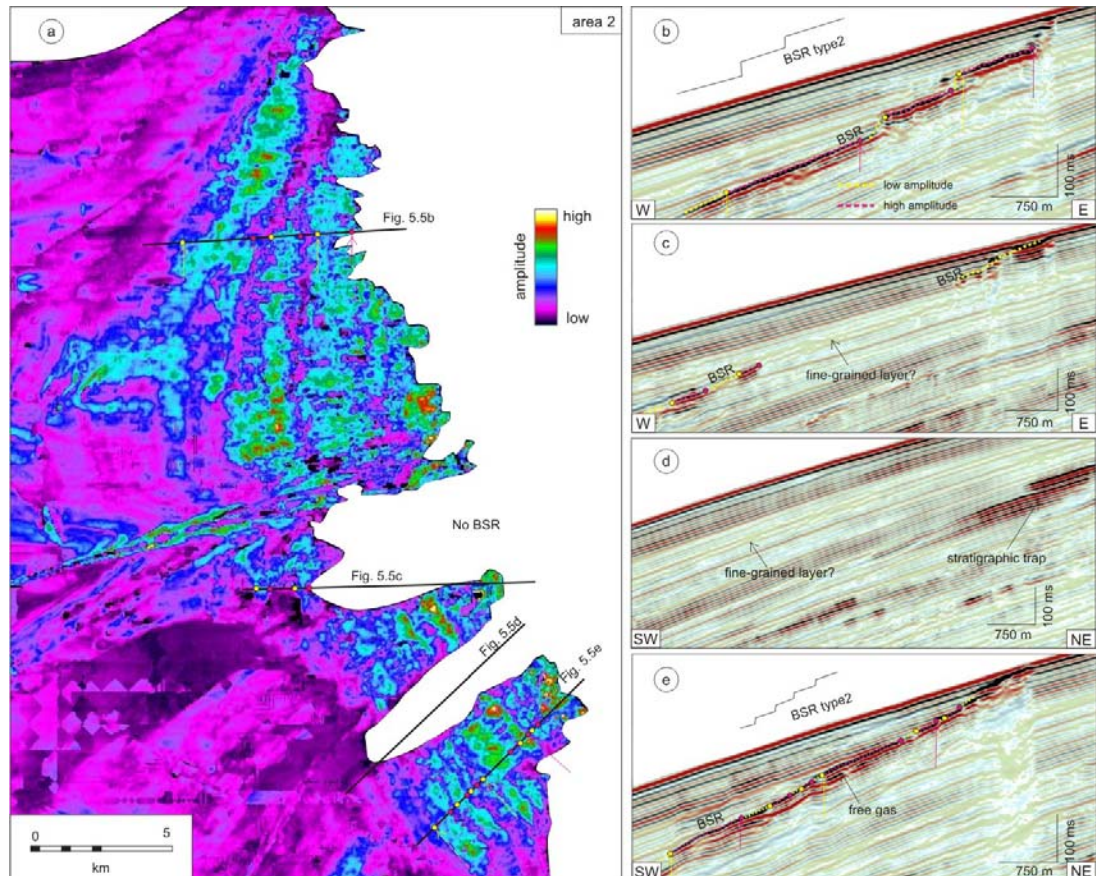 a
area 2
Fig. 5.5b
high
amplitude
low
No BSR
Fig. 5.5c
Fig. 5.5d
Fig. 5.5e
0 5
km
b
BSR type2
BSR
low amplitude
high amplitude
100 ms
750 m
W E
c
BSR
BSR
fine-grained layer?
100 ms
750 m
W E
d
fine-grained layer?
stratigraphic trap
100 ms
750 m
SW NE
e
BSR type2
free gas
BSR
100 ms
750 m
SW NE